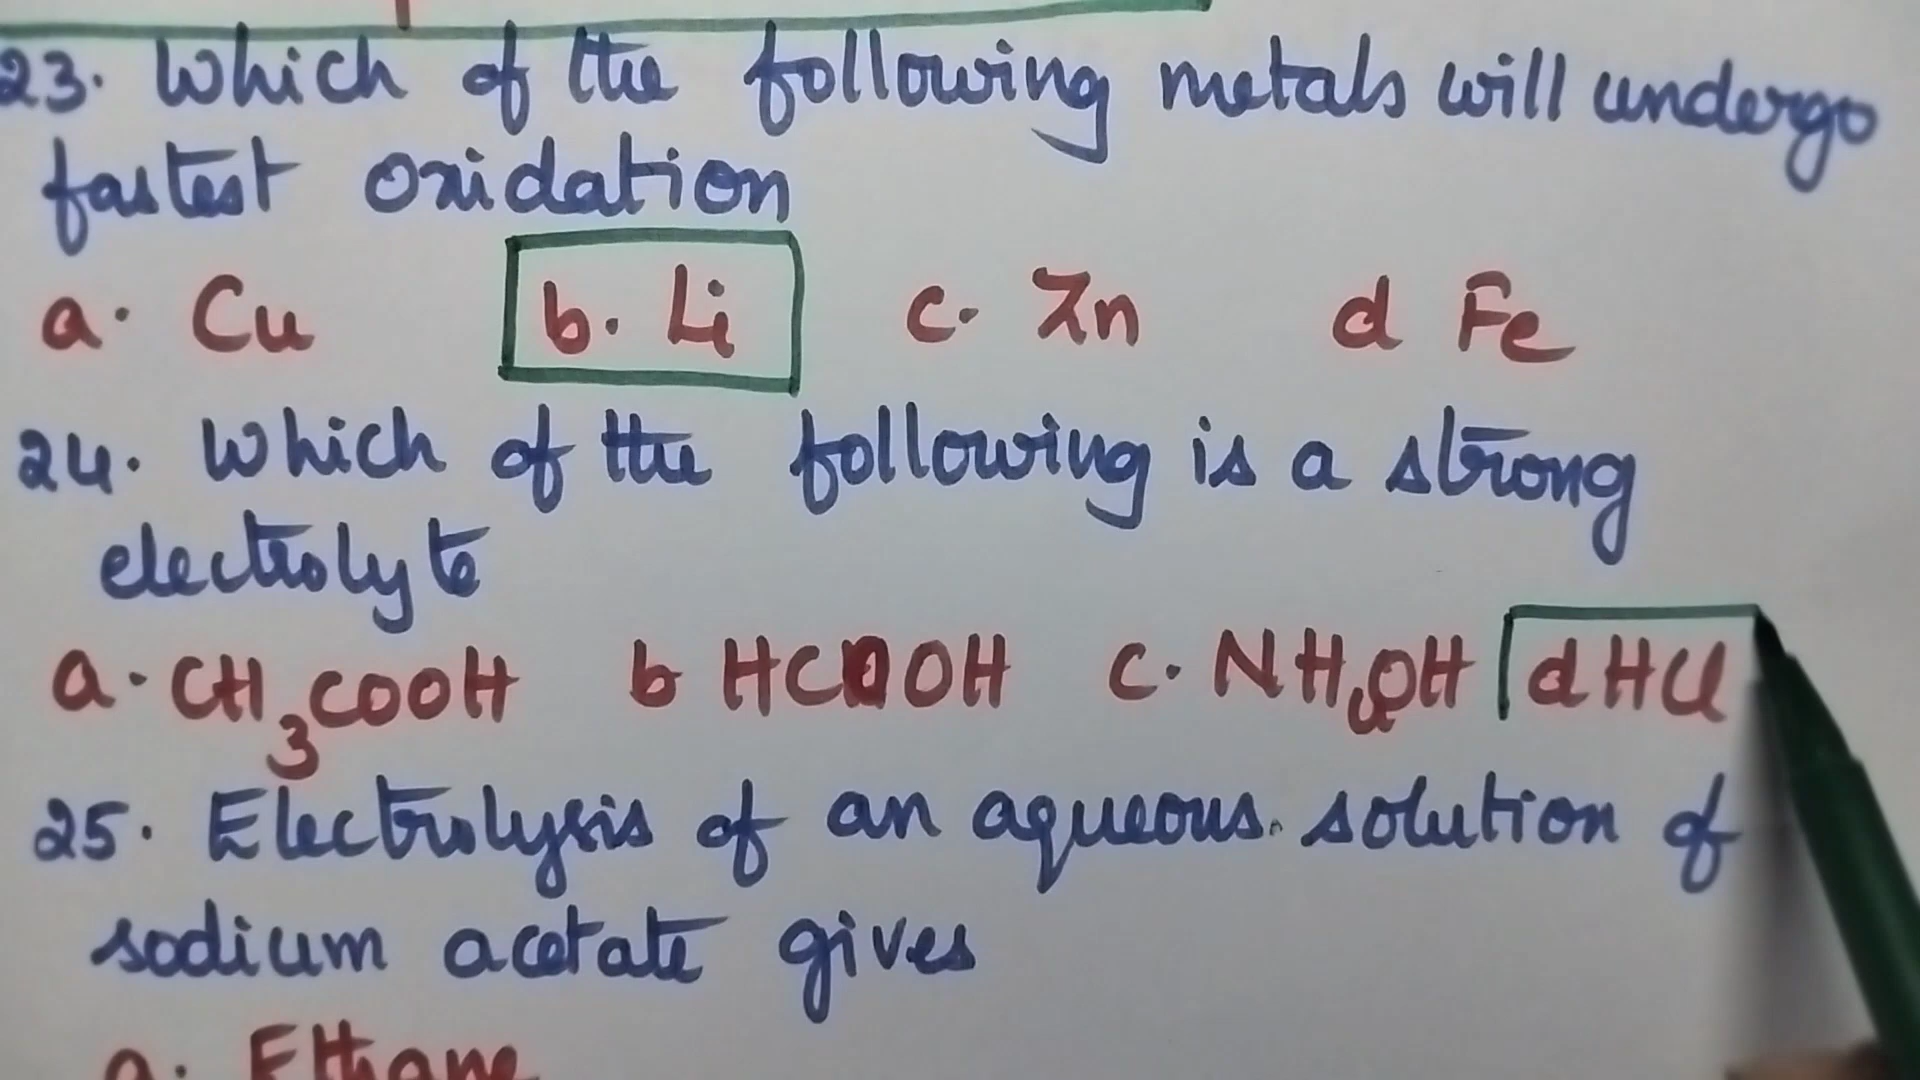 23. Which of the following metals will undergo
fastest oxidation
a. Cu b. Li c. Zn d Fe
24. Which of the following is a strong
electrolyte
a. CH3COOH b HCOOH c. NH4OH d HCl
25. Electrolysis of an aqueous solution of
sodium acetate gives
a. Ethane